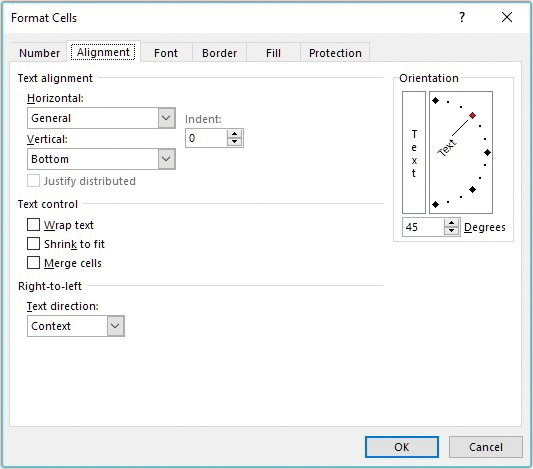 Format Cells
?
Number Alignment Font Border Fill Protection
Text alignment
Horizontal:
General
Indent:
0
Vertical:
Bottom
Justify distributed
Text control
Wrap text
Shrink to fit
Merge cells
Right-to-left
Text direction:
Context
Orientation
Text
Text
45 Degrees
OK Cancel